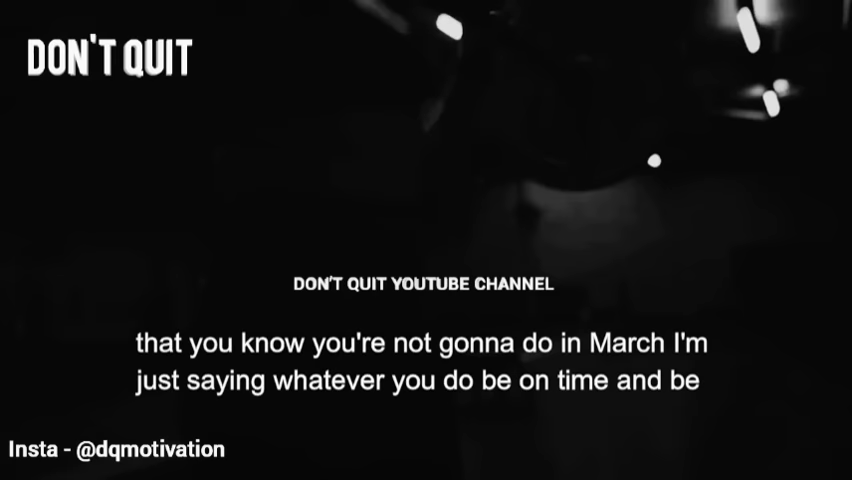 DON'T QUIT
DON'T QUIT YOUTUBE CHANNEL
that you know you're not gonna do in March I'm
just saying whatever you do be on time and be
Insta - @dqmotivation